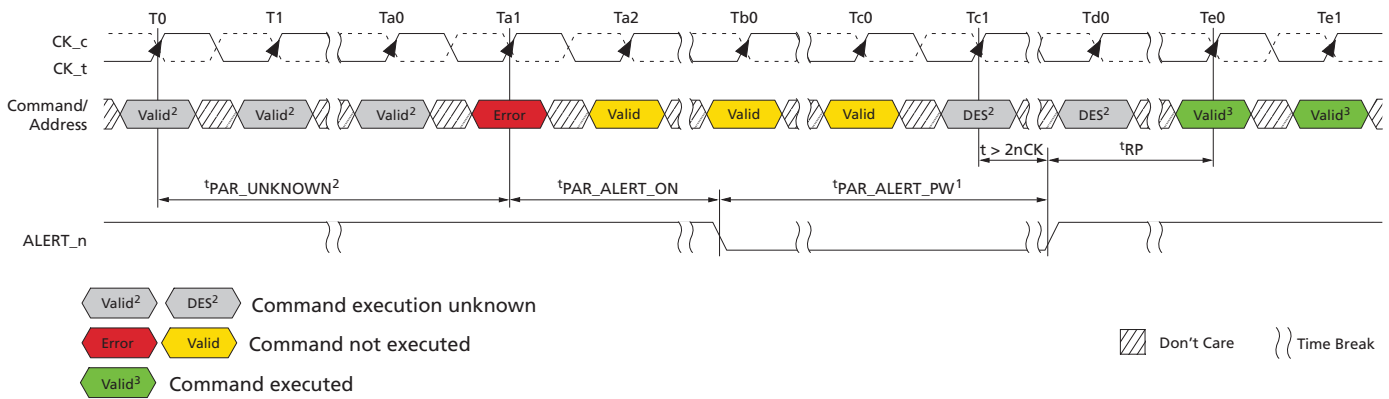 T0 T1 Ta0 Ta1 Ta2 Tb0 Tc0 Tc1 Td0 Te0 Te1
CK_c
CK_t
Command/
Address
Valid² Valid² Valid² Error Valid Valid Valid DES² DES² Valid³ Valid³
t > 2nCK tRP
tPAR_UNKNOWN² tPAR_ALERT_ON tPAR_ALERT_PW¹
ALERT_n
Valid² DES² Command execution unknown
Error Valid Command not executed
Don't Care Time Break
Valid³ Command executed